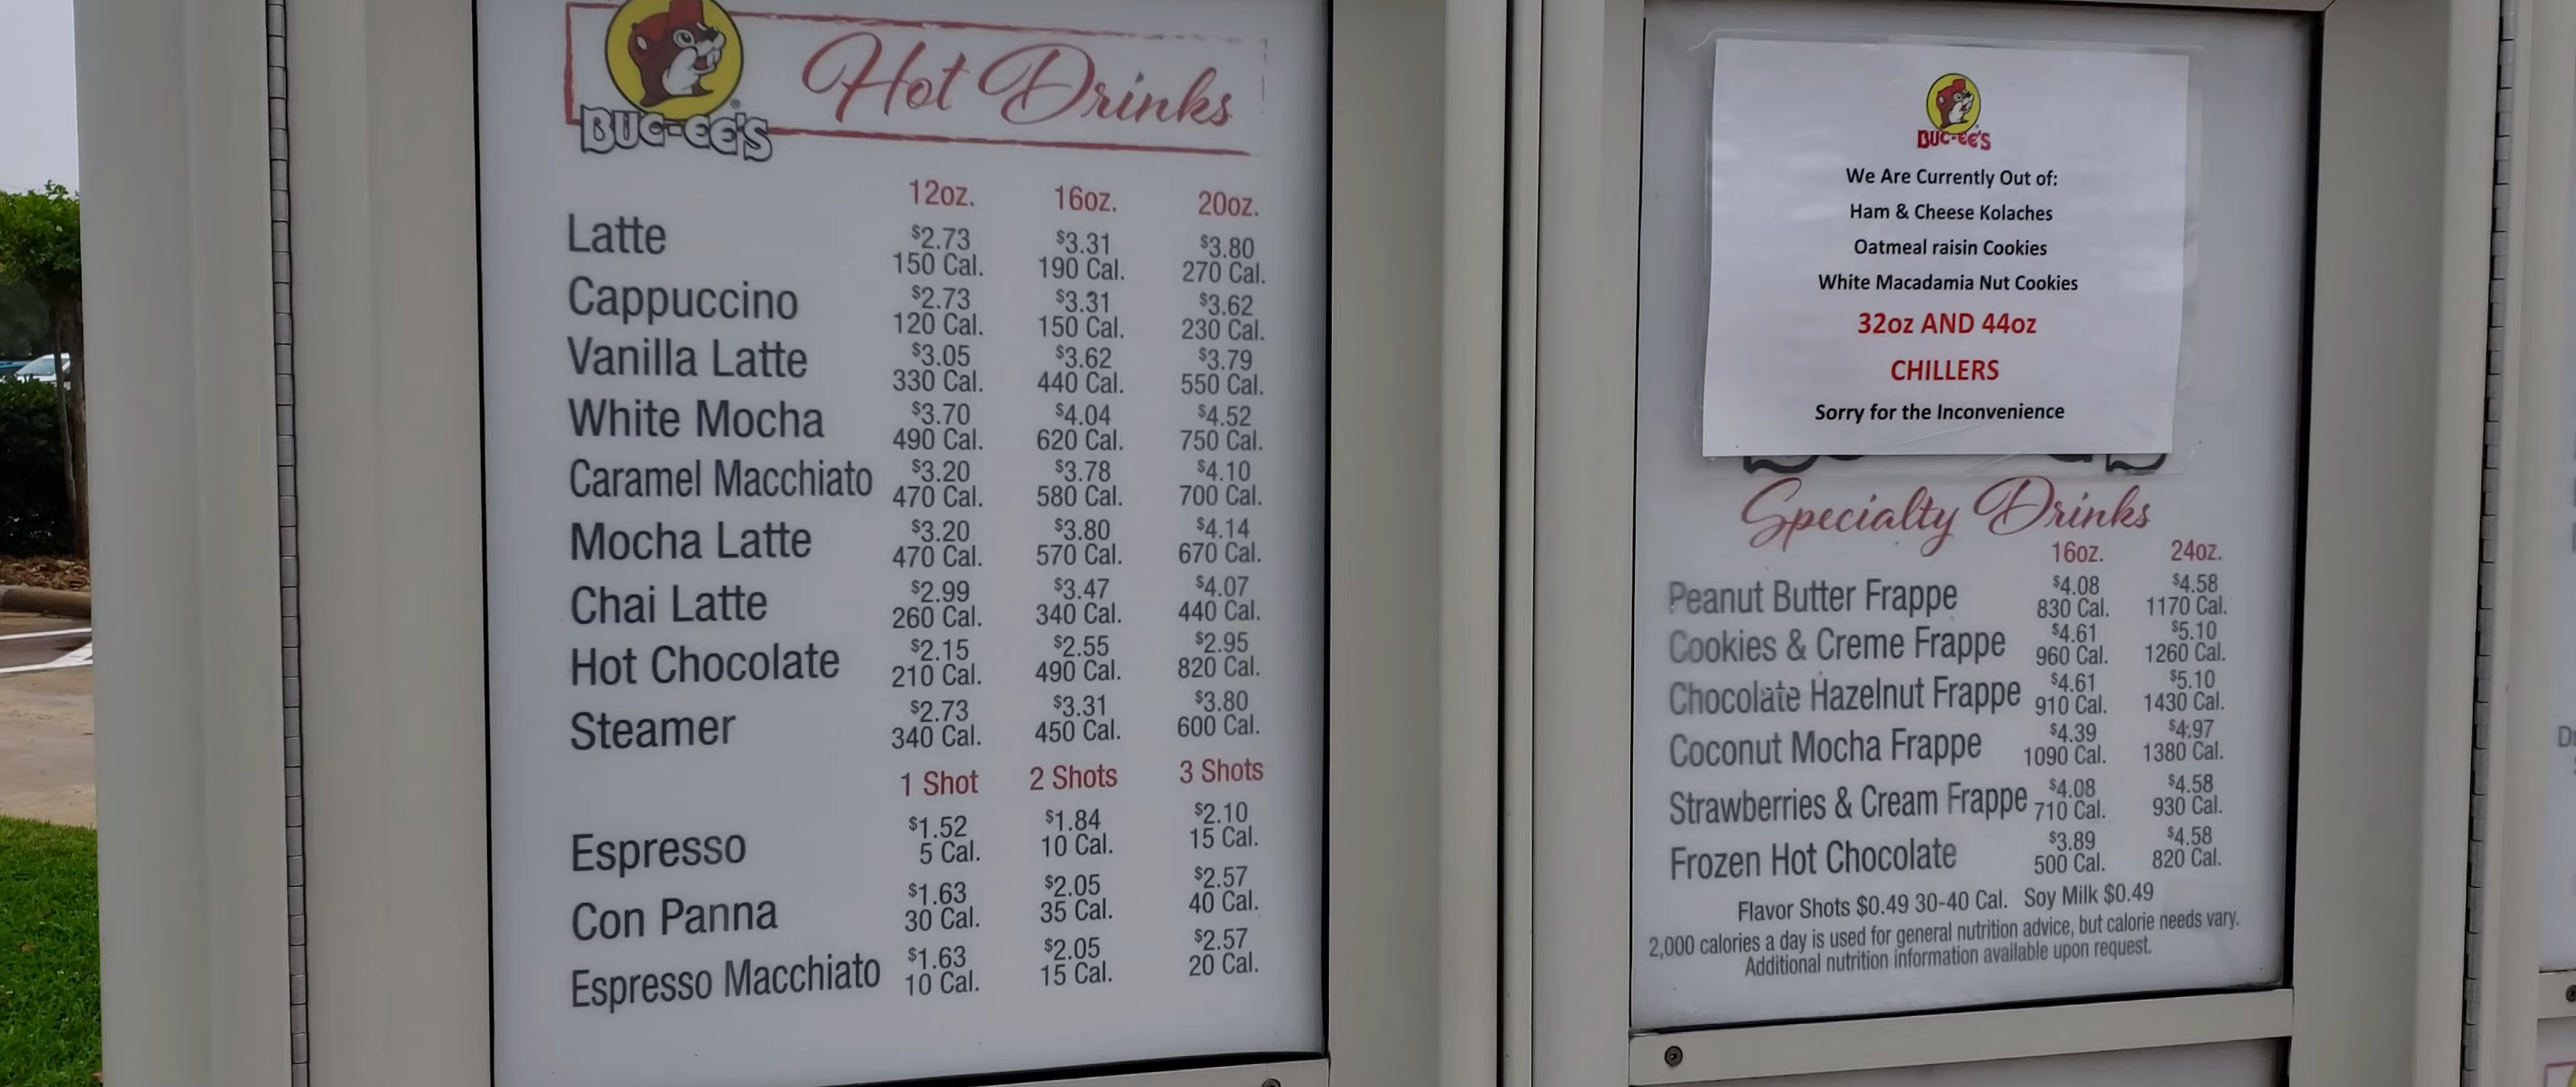 BUC-EE'S
Hot Drinks
12oz. 16oz. 20oz.
Latte $2.73 $3.31 $3.80
150 Cal. 190 Cal. 270 Cal.
Cappuccino $2.73 $3.31 $3.62
120 Cal. 150 Cal. 230 Cal.
Vanilla Latte $3.05 $3.62 $3.79
330 Cal. 440 Cal. 550 Cal.
White Mocha $3.70 $4.04 $4.52
490 Cal. 620 Cal. 750 Cal.
Caramel Macchiato $3.20 $3.78 $4.10
470 Cal. 580 Cal. 700 Cal.
Mocha Latte $3.20 $3.80 $4.14
470 Cal. 570 Cal. 670 Cal.
Chai Latte $2.99 $3.47 $4.07
260 Cal. 340 Cal. 440 Cal.
Hot Chocolate $2.15 $2.55 $2.95
210 Cal. 490 Cal. 820 Cal.
Steamer $2.73 $3.31 $3.80
340 Cal. 450 Cal. 600 Cal.
1 Shot 2 Shots 3 Shots
Espresso $1.52 $1.84 $2.10
5 Cal. 10 Cal. 15 Cal.
Con Panna $1.63 $2.05 $2.57
30 Cal. 35 Cal. 40 Cal.
Espresso Macchiato $1.63 $2.05 $2.57
10 Cal. 15 Cal. 20 Cal.
BUC-EE'S
We Are Currently Out of:
Ham & Cheese Kolaches
Oatmeal raisin Cookies
White Macadamia Nut Cookies
32oz AND 44oz
CHILLERS
Sorry for the Inconvenience
Specialty Drinks
16oz. 24oz.
Peanut Butter Frappe $4.08 $4.58
830 Cal. 1170 Cal.
Cookies & Creme Frappe $4.61 $5.10
960 Cal. 1260 Cal.
Chocolate Hazelnut Frappe $4.61 $5.10
910 Cal. 1430 Cal.
Coconut Mocha Frappe $4.39 $4.97
1090 Cal. 1380 Cal.
Strawberries & Cream Frappe $4.08 $4.58
710 Cal. 930 Cal.
Frozen Hot Chocolate $3.89 $4.58
500 Cal. 820 Cal.
Flavor Shots $0.49 30-40 Cal. Soy Milk $0.49
2,000 calories a day is used for general nutrition advice, but calorie needs vary.
Additional nutrition information available upon request.